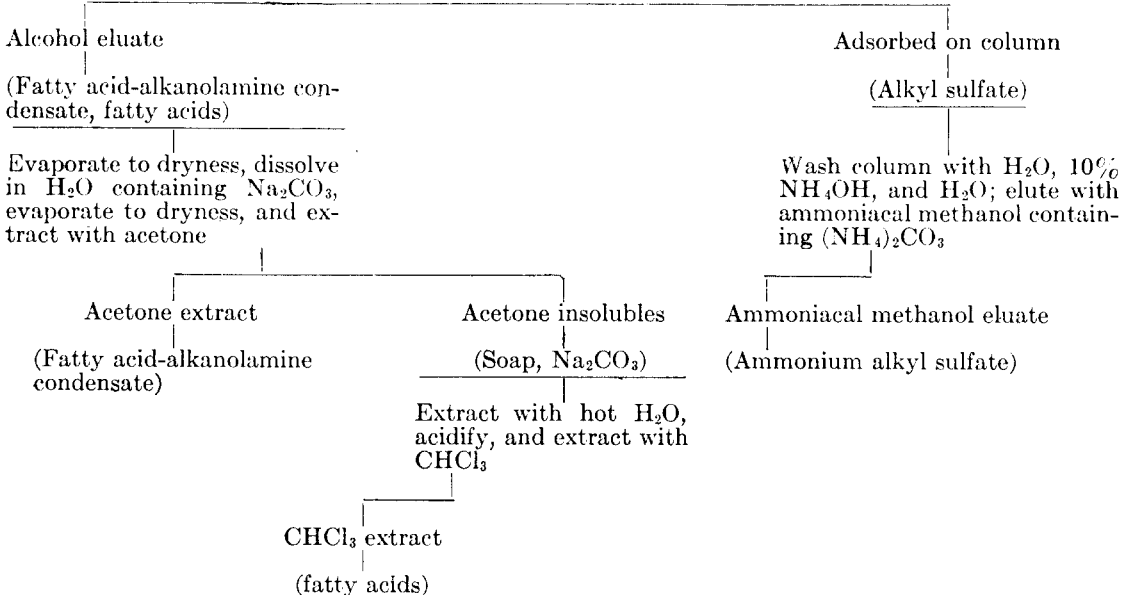 Alcohol eluate
Adsorbed on column
(Fatty acid-alkanolamine con-
densate, fatty acids)
(Alkyl sulfate)
Evaporate to dryness, dissolve
in H₂O containing Na₂CO₃,
evaporate to dryness, and ex-
tract with acetone
Wash column with H₂O, 10%
NH₄OH, and H₂O; elute with
ammoniacal methanol contain-
ing (NH₄)₂CO₃
Acetone extract
Acetone insolubles
Ammoniacal methanol eluate
(Fatty acid-alkanolamine
condensate)
(Soap, Na₂CO₃)
(Ammonium alkyl sulfate)
Extract with hot H₂O,
acidify, and extract with
CHCl₃
CHCl₃ extract
(fatty acids)